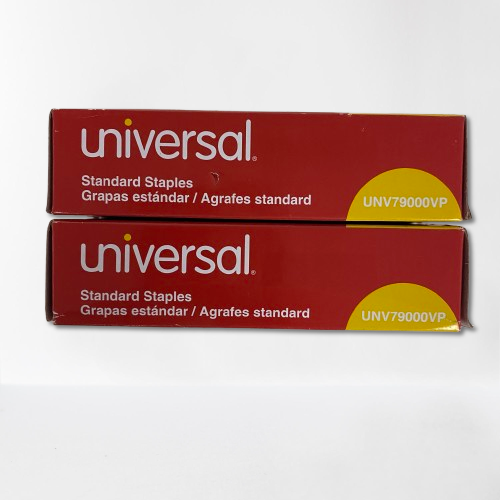 universal®
Standard Staples
Grapas estándar / Agrafes standard
UNV79000VP
universal®
Standard Staples
Grapas estándar / Agrafes standard
UNV79000VP